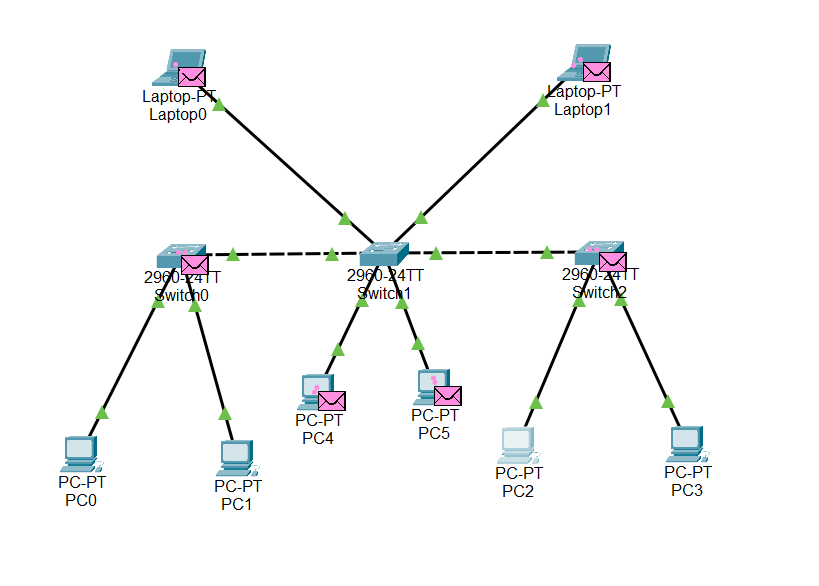 Laptop-PT
Laptop0
Laptop-PT
Laptop1
2960-24TT
Switch0
2960-24TT
Switch1
2960-24TT
Switch2
PC-PT
PC4
PC-PT
PC5
PC-PT
PC0
PC-PT
PC1
PC-PT
PC2
PC-PT
PC3